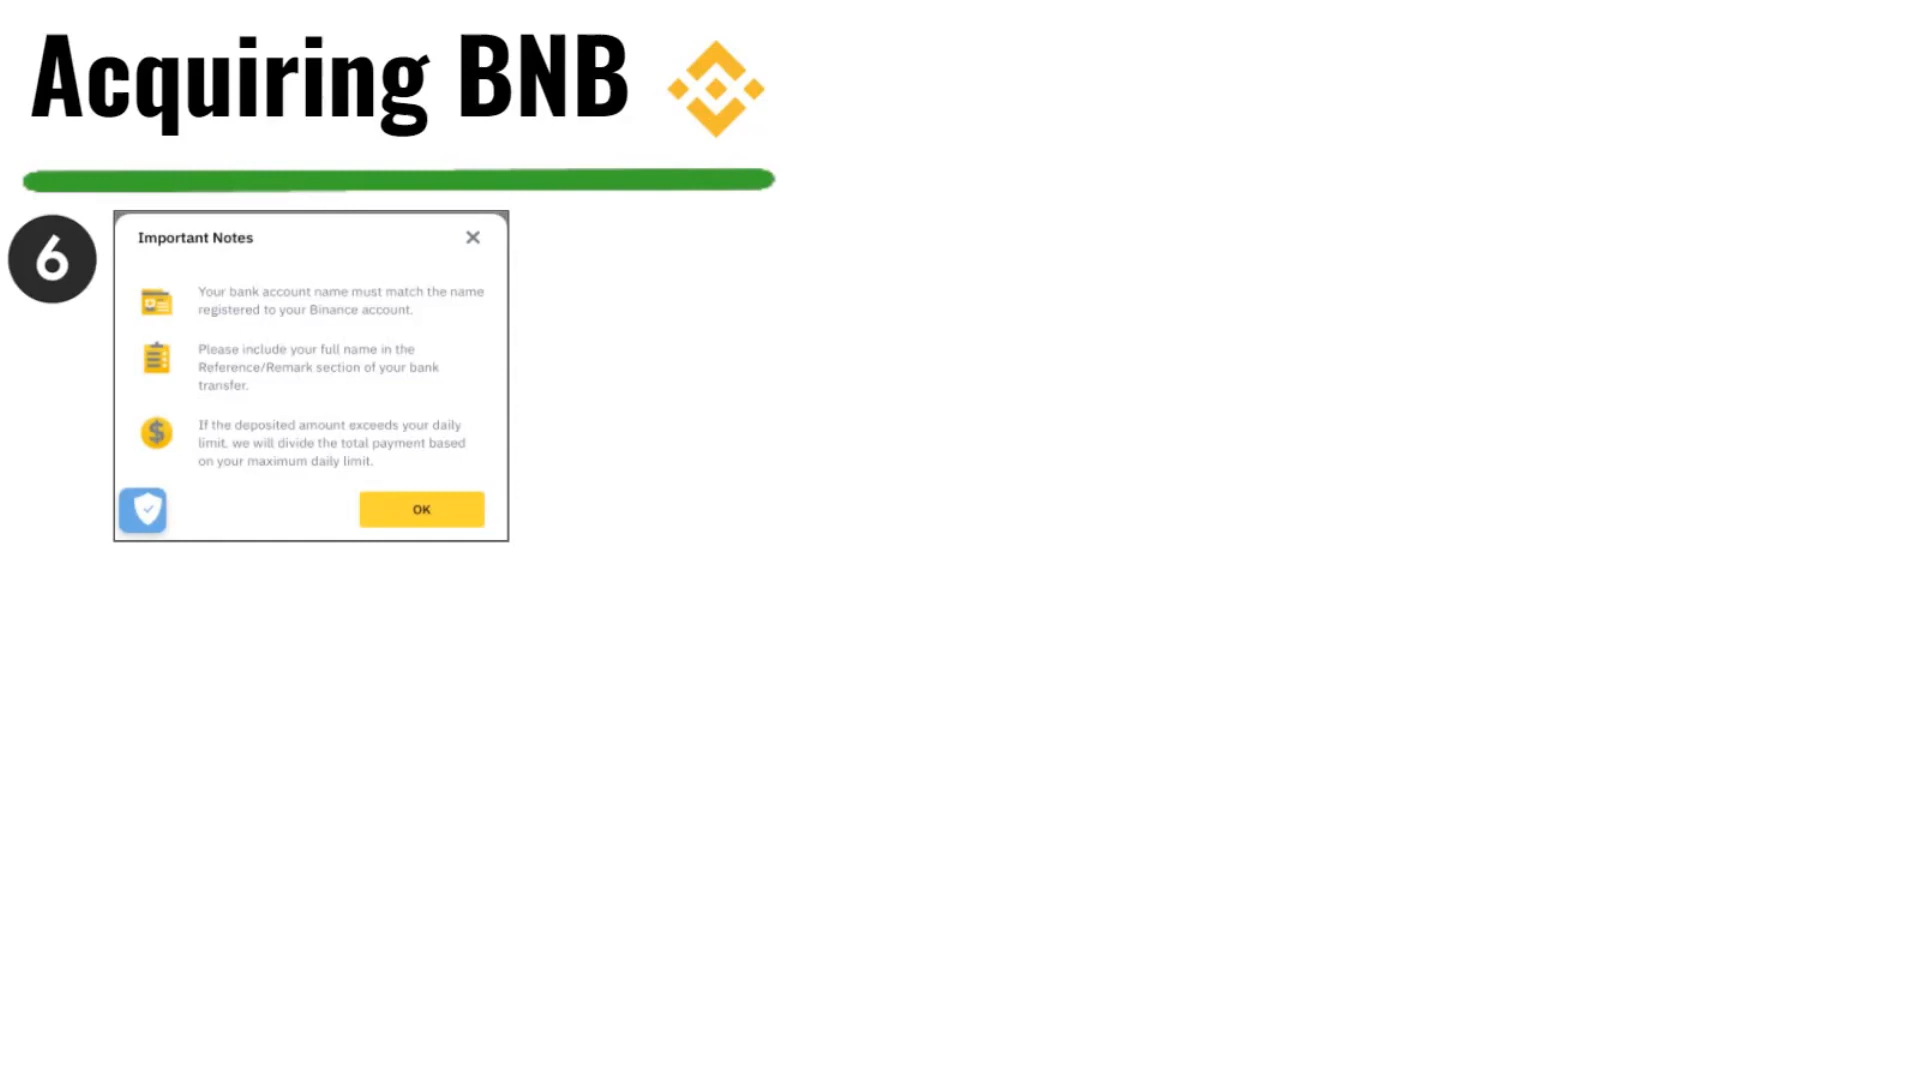 Acquiring BNB
6
Important Notes
Your bank account name must match the name
registered to your Binance account.
Please include your full name in the
Reference/Remark section of your bank
transfer.
If the deposited amount exceeds your daily
limit, we will divide the total payment based
on your maximum daily limit.
OK